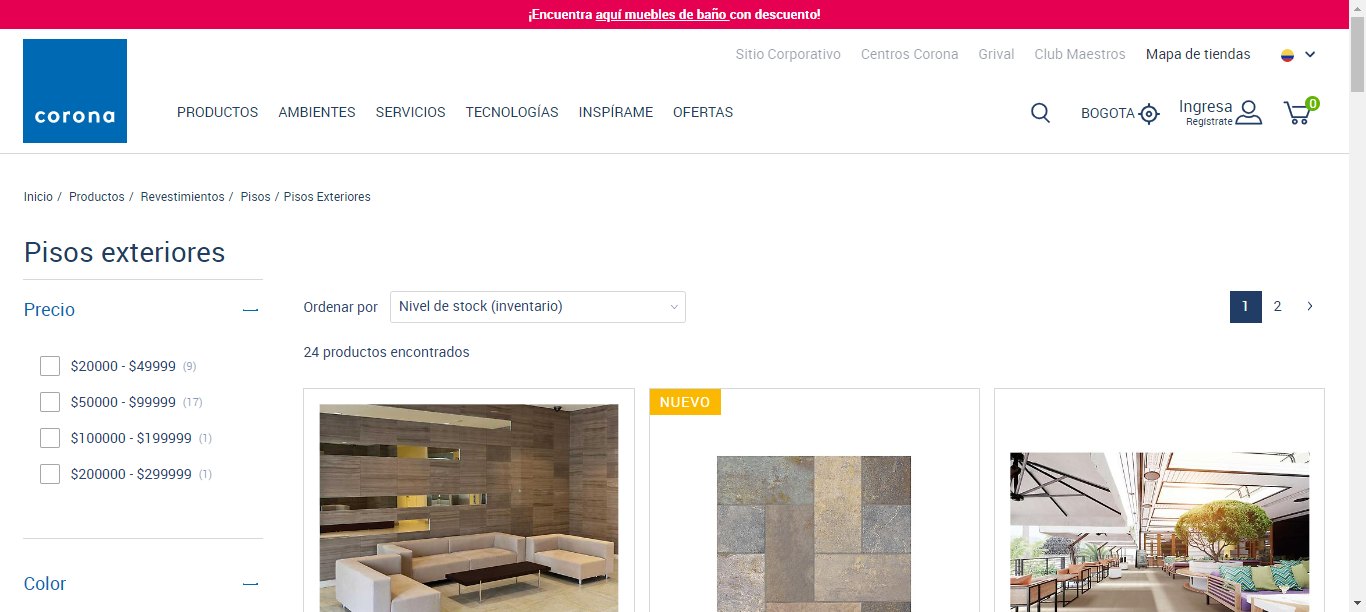 ¡Encuentra aquí muebles de baño con descuento!
Sitio Corporativo Centros Corona Grival Club Maestros Mapa de tiendas
corona
PRODUCTOS AMBIENTES SERVICIOS TECNOLOGÍAS INSPÍRAME OFERTAS
BOGOTA
Ingresa
Regístrate
0
Inicio / Productos / Revestimientos / Pisos / Pisos Exteriores
Pisos exteriores
Precio
$20000 - $49999 (9)
$50000 - $99999 (17)
$100000 - $199999 (1)
$200000 - $299999 (1)
Color
Ordenar por Nivel de stock (inventario)
1 2
24 productos encontrados
NUEVO